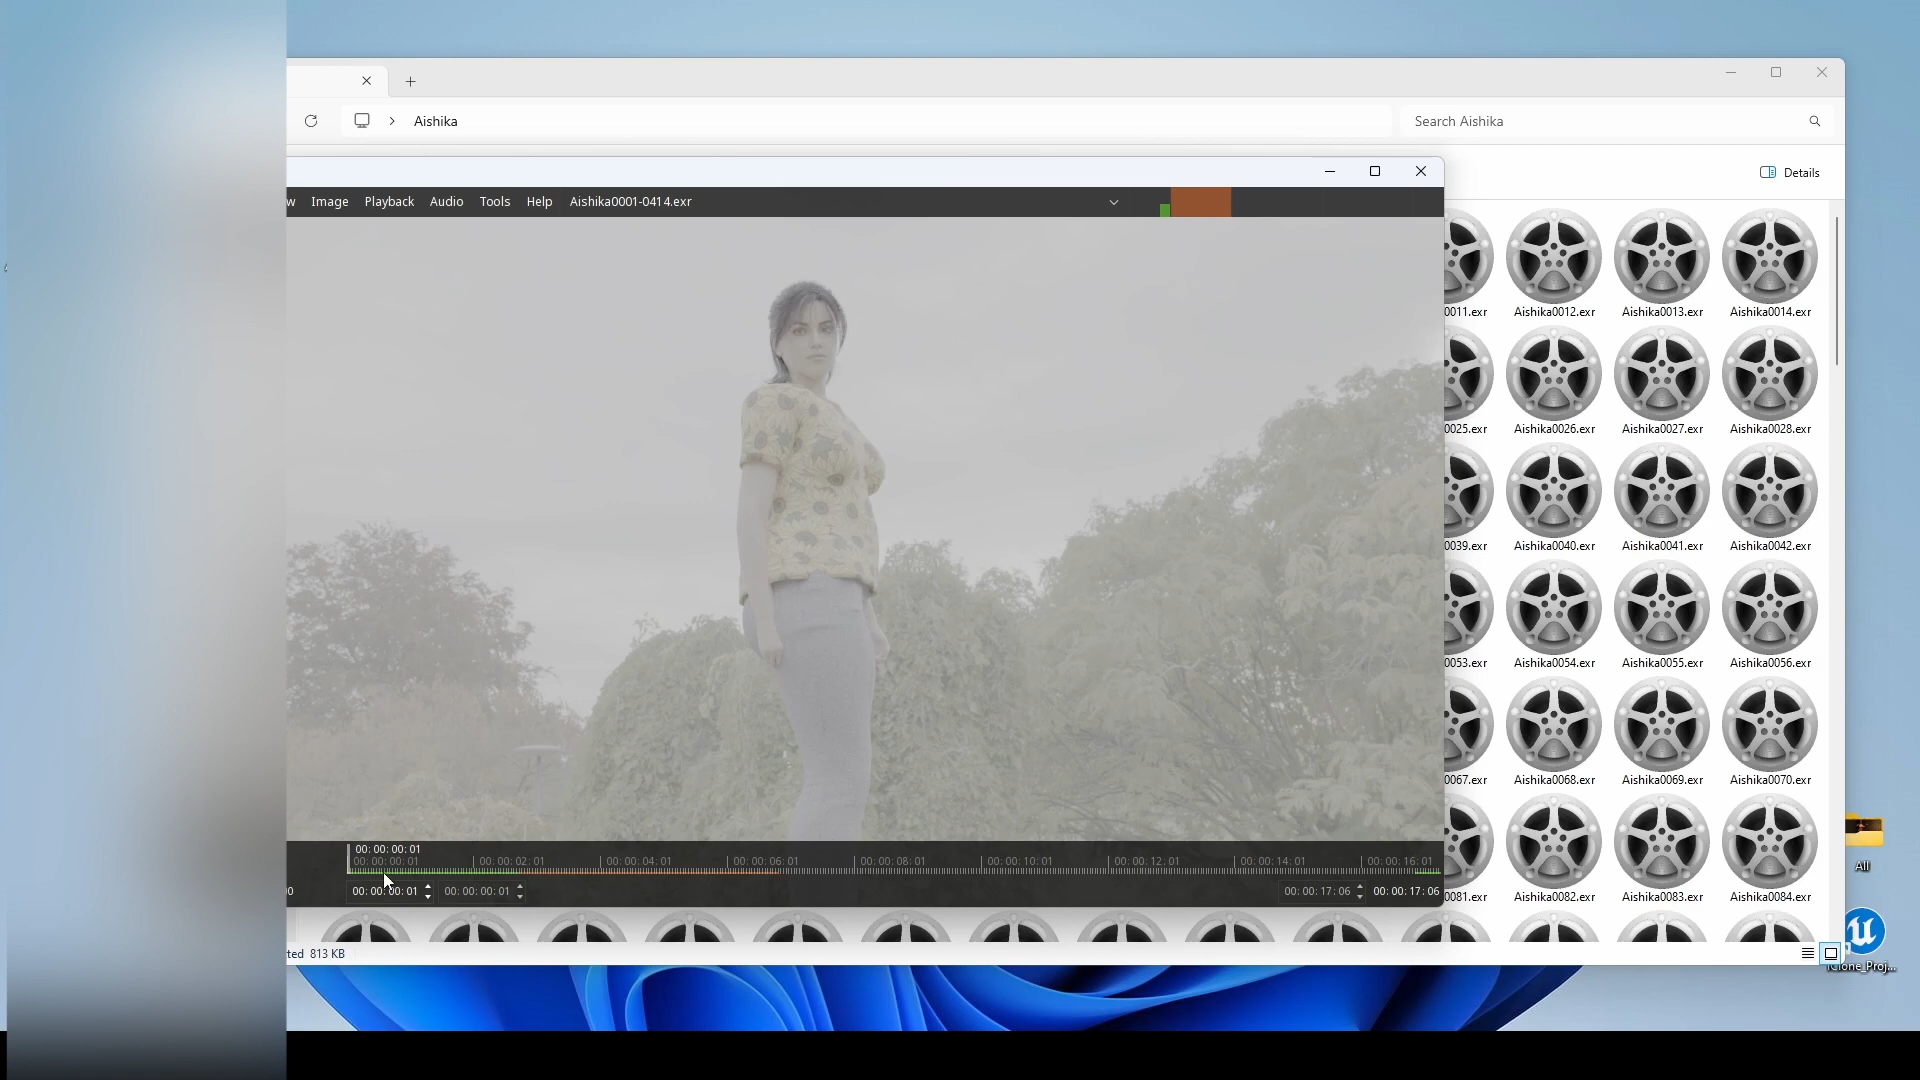 Aishika
Search Aishika
Details
w Image Playback Audio Tools Help Aishika0001-0414.exr
0011.exr Aishika0012.exr Aishika0013.exr Aishika0014.exr
0025.exr Aishika0026.exr Aishika0027.exr Aishika0028.exr
0039.exr Aishika0040.exr Aishika0041.exr Aishika0042.exr
0053.exr Aishika0054.exr Aishika0055.exr Aishika0056.exr
0067.exr Aishika0068.exr Aishika0069.exr Aishika0070.exr
0081.exr Aishika0082.exr Aishika0083.exr Aishika0084.exr
00:00:00:01
00:00:00:01 00:00:02:01 00:00:04:01 00:00:06:01 00:00:08:01 00:00:10:01 00:00:12:01 00:00:14:01 00:00:16:01
00:00:00:01 00:00:00:01 00:00:17:06 00:00:17:06
All
cted 813 KB
iClone_Proj...